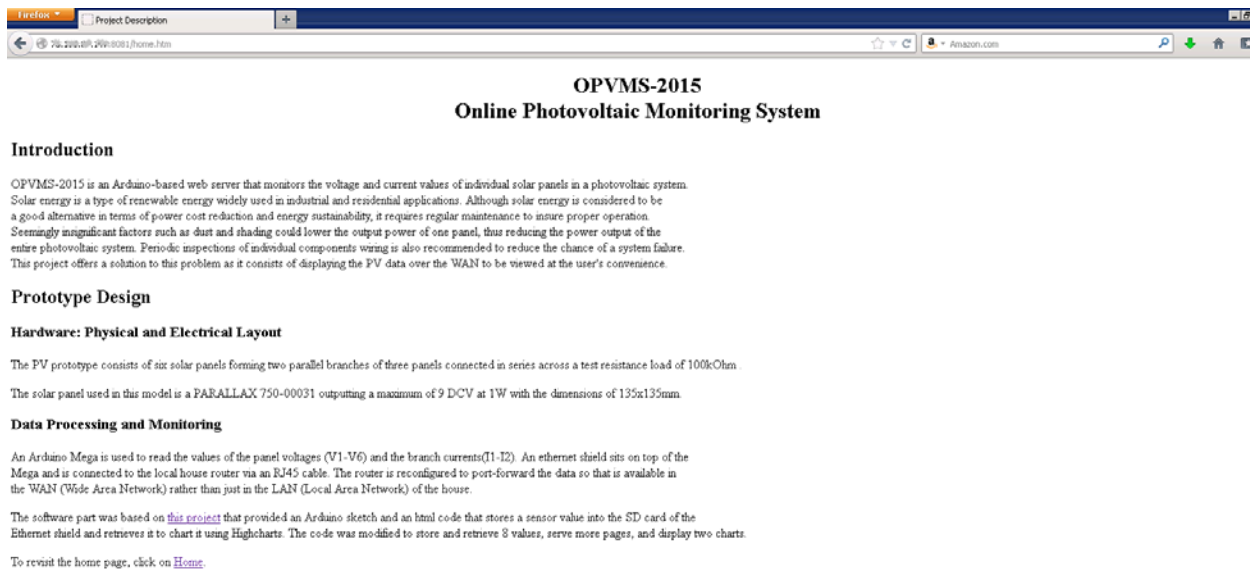 Firefox
Project Description
:8081/home.htm
Amazon.com
OPVMS-2015
Online Photovoltaic Monitoring System
Introduction
OPVMS-2015 is an Arduino-based web server that monitors the voltage and current values of individual solar panels in a photovoltaic system.
Solar energy is a type of renewable energy widely used in industrial and residential applications. Although solar energy is considered to be
a good alternative in terms of power cost reduction and energy sustainability, it requires regular maintenance to insure proper operation.
Seemingly insignificant factors such as dust and shading could lower the output power of one panel, thus reducing the power output of the
entire photovoltaic system. Periodic inspections of individual components wiring is also recommended to reduce the chance of a system failure.
This project offers a solution to this problem as it consists of displaying the PV data over the WAN to be viewed at the user's convenience.
Prototype Design
Hardware: Physical and Electrical Layout
The PV prototype consists of six solar panels forming two parallel branches of three panels connected in series across a test resistance load of 100kOhm .
The solar panel used in this model is a PARALLAX 750-00031 outputting a maximum of 9 DCV at 1W with the dimensions of 135x135mm.
Data Processing and Monitoring
An Arduino Mega is used to read the values of the panel voltages (V1-V6) and the branch currents(I1-I2). An ethernet shield sits on top of the
Mega and is connected to the local house router via an RJ45 cable. The router is reconfigured to port-forward the data so that is available in
the WAN (Wide Area Network) rather than just in the LAN (Local Area Network) of the house.
The software part was based on this project that provided an Arduino sketch and an html code that stores a sensor value into the SD card of the
Ethernet shield and retrieves it to chart it using Highcharts. The code was modified to store and retrieve 8 values, serve more pages, and display two charts.
To revisit the home page, click on Home.